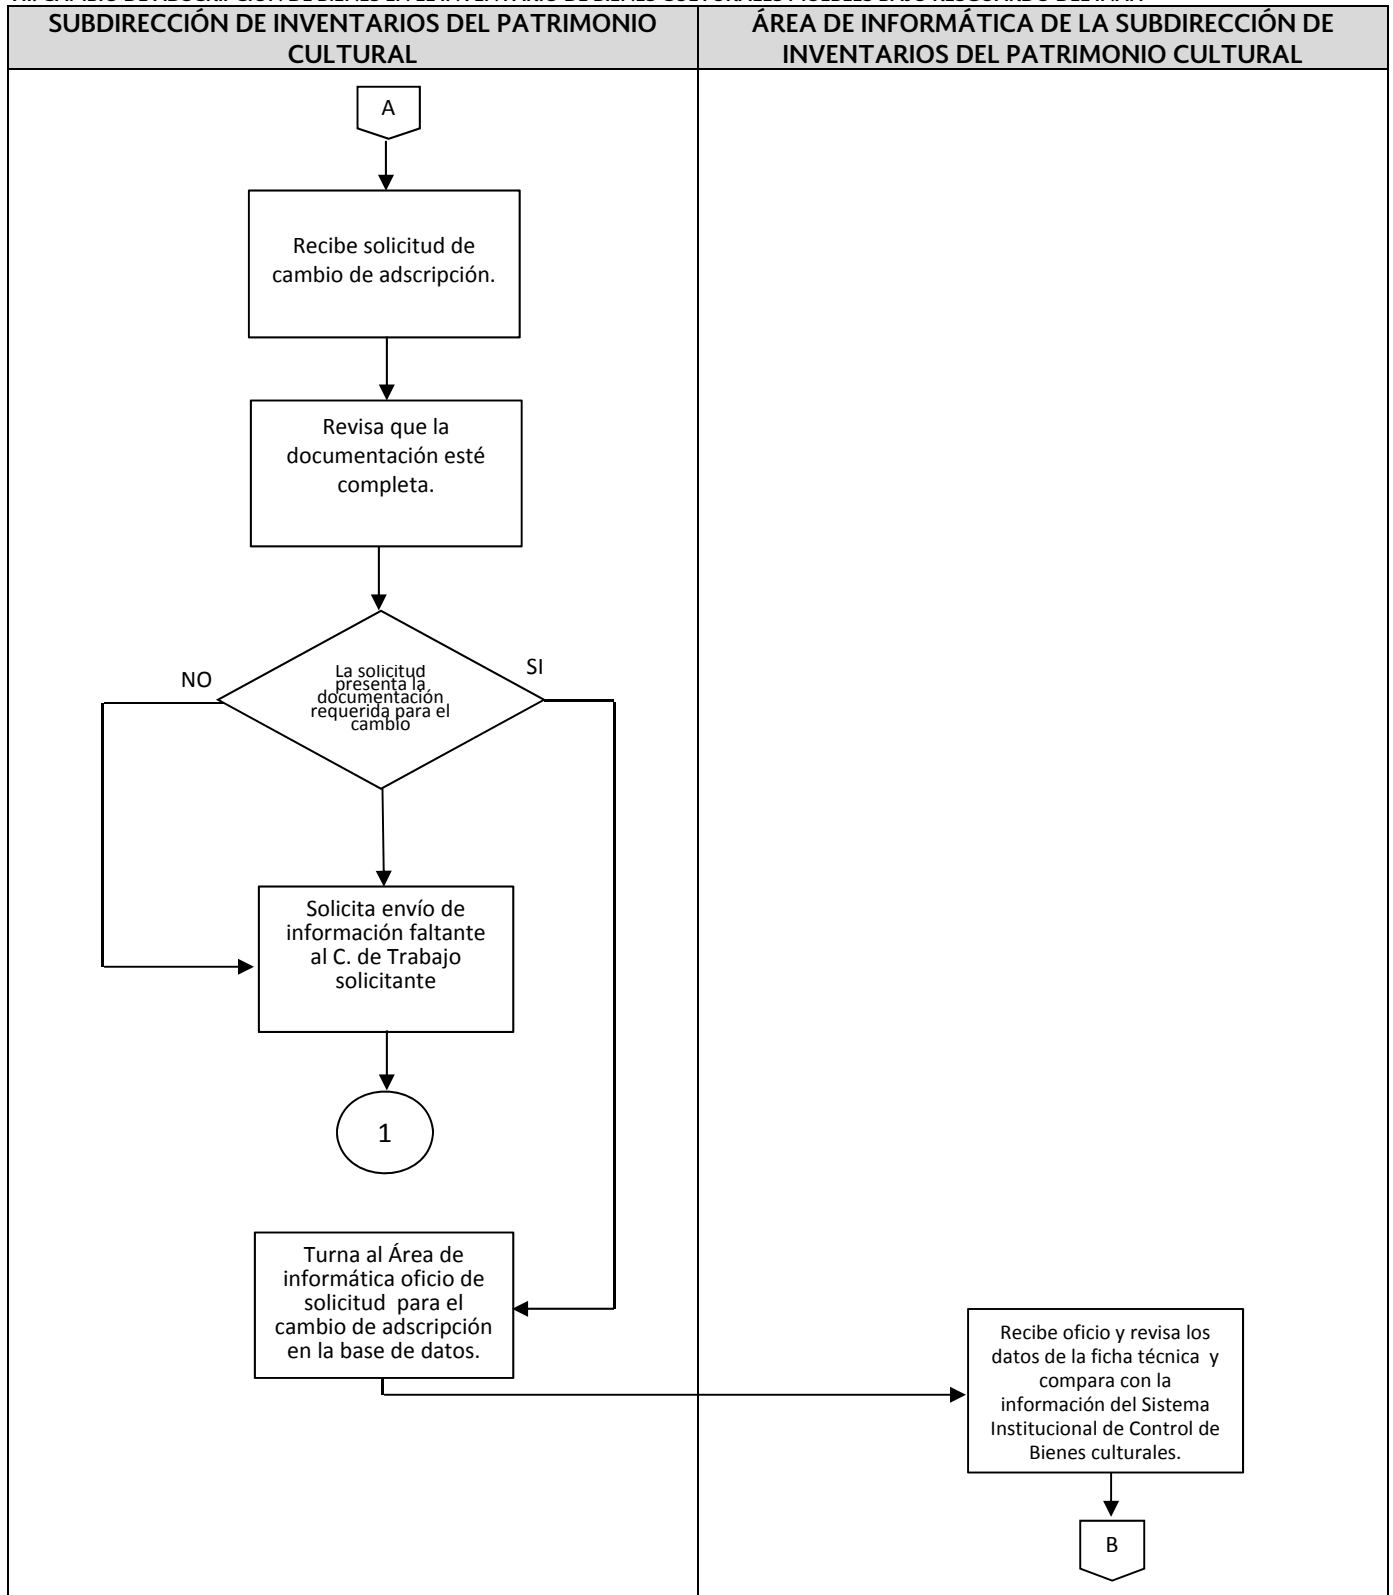 SUBDIRECCIÓN DE INVENTARIOS DEL PATRIMONIO
CULTURAL
ÁREA DE INFORMÁTICA DE LA SUBDIRECCIÓN DE
INVENTARIOS DEL PATRIMONIO CULTURAL
A
Recibe solicitud de
cambio de adscripción.
Revisa que la
documentación esté
completa.
NO
La solicitud
presenta la
documentación
requerida para el
cambio
SI
Solicita envío de
información faltante
al C. de Trabajo
solicitante
1
Turna al Área de
informática oficio de
solicitud para el
cambio de adscripción
en la base de datos.
Recibe oficio y revisa los
datos de la ficha técnica y
compara con la
información del Sistema
Institucional de Control de
Bienes culturales.
B